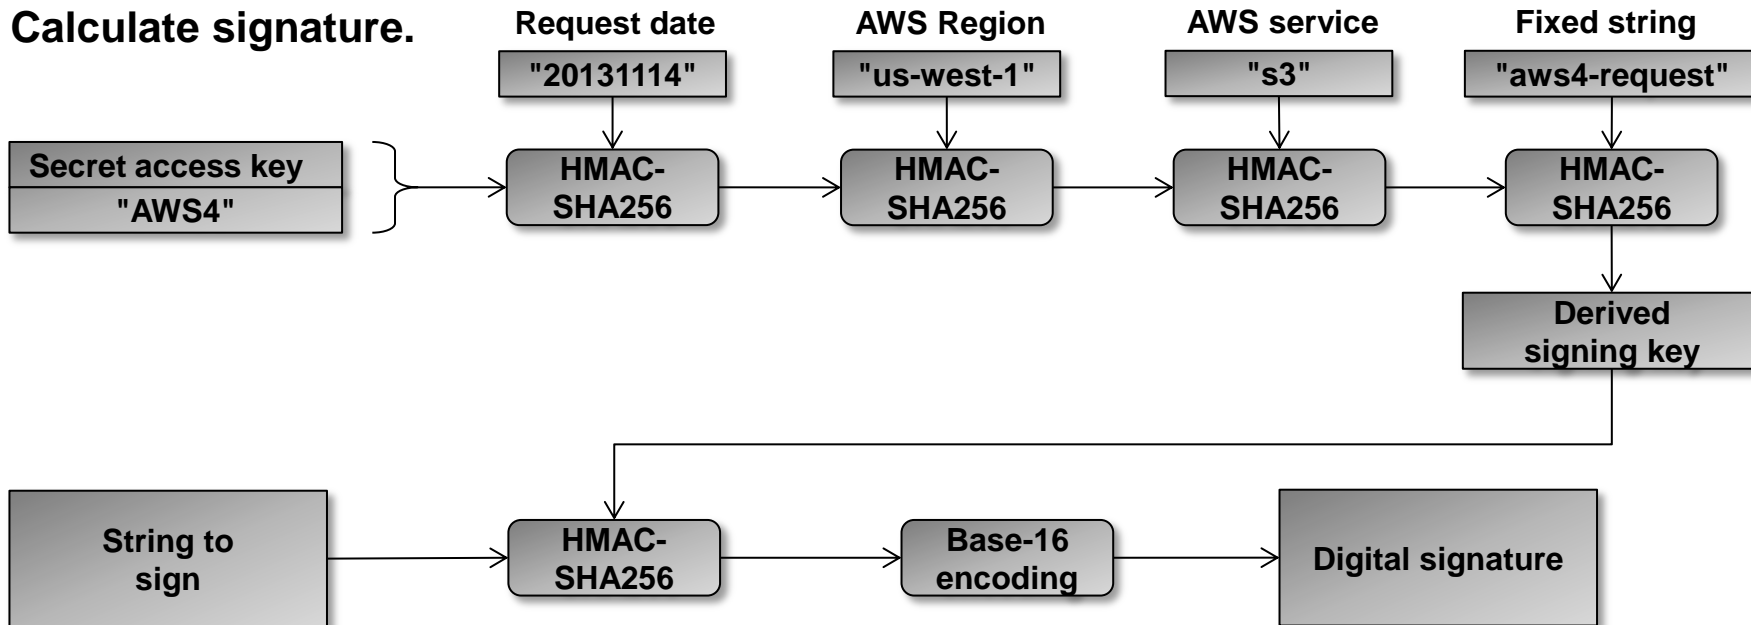 Calculate signature.
Request date
AWS Region
AWS service
Fixed string
"20131114"
"us-west-1"
"s3"
"aws4-request"
Secret access key
"AWS4"
HMAC-
SHA256
HMAC-
SHA256
HMAC-
SHA256
HMAC-
SHA256
Derived
signing key
String to
sign
HMAC-
SHA256
Base-16
encoding
Digital signature